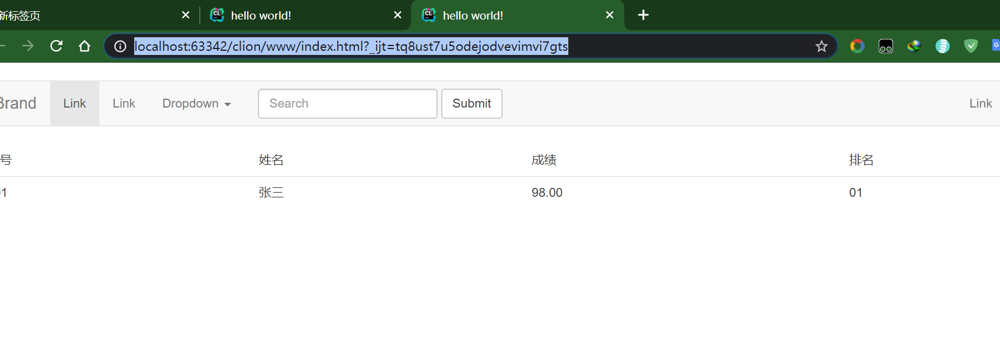 新标签页 hello world! hello world!
localhost:63342/clion/www/index.html?_ijt=tq8ust7u5odejodvevimvi7gts
Brand Link Link Dropdown Search Submit Link
号 姓名 成绩 排名
01 张三 98.00 01